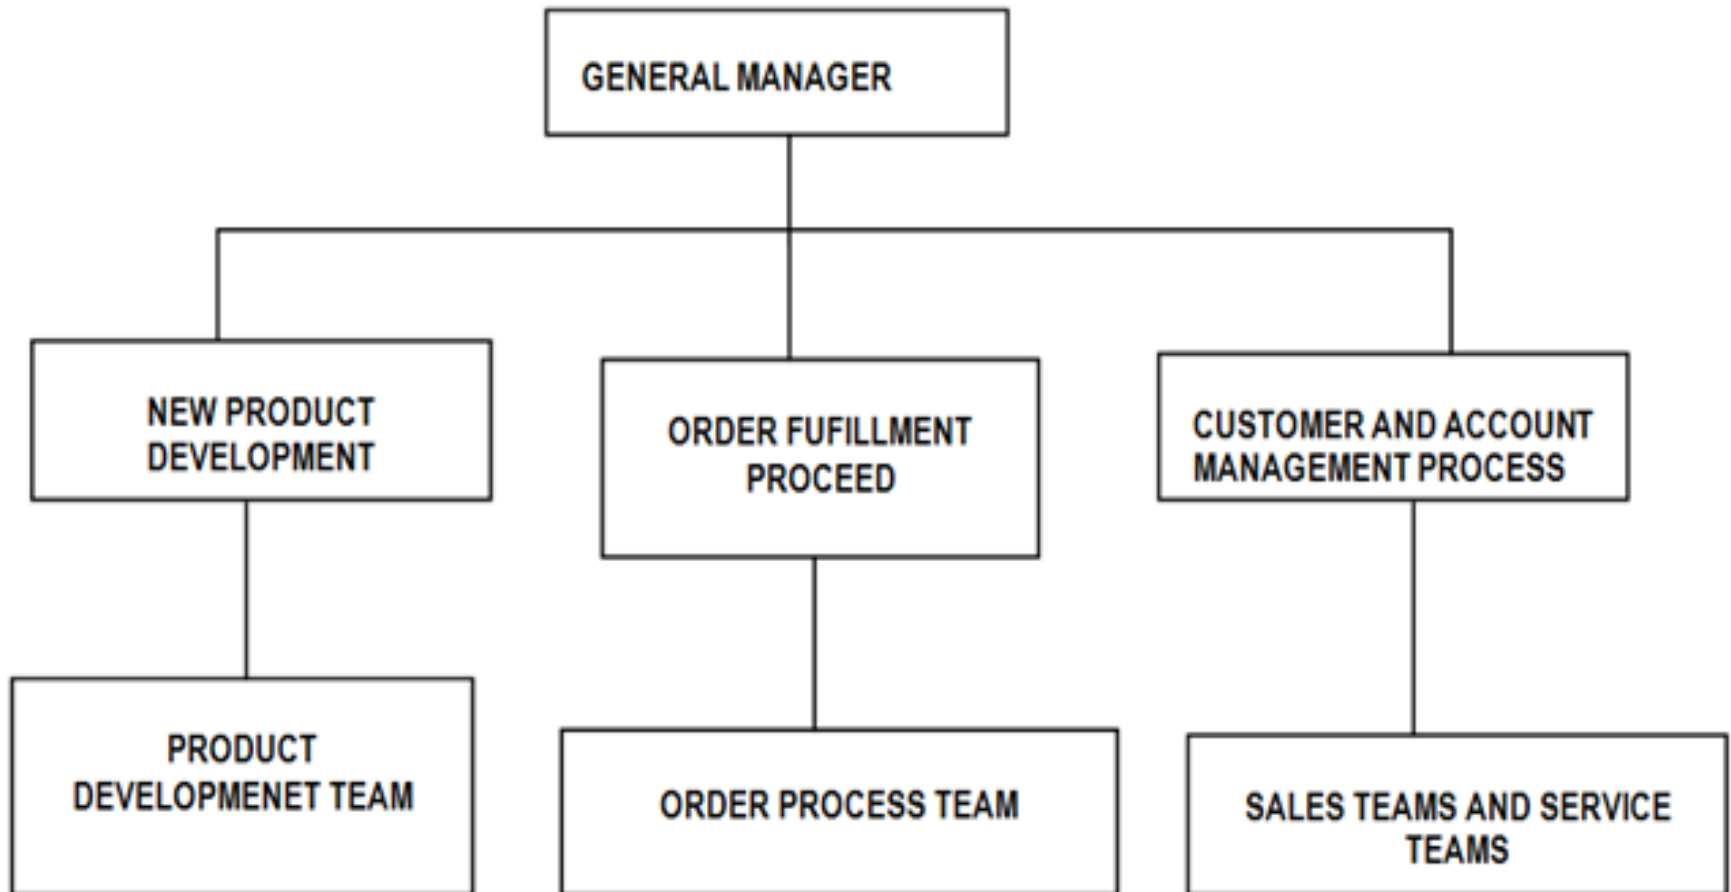 GENERAL MANAGER
NEW PRODUCT
DEVELOPMENT
ORDER FUFILLMENT
PROCEED
CUSTOMER AND ACCOUNT
MANAGEMENT PROCESS
PRODUCT
DEVELOPMENET TEAM
ORDER PROCESS TEAM
SALES TEAMS AND SERVICE
TEAMS